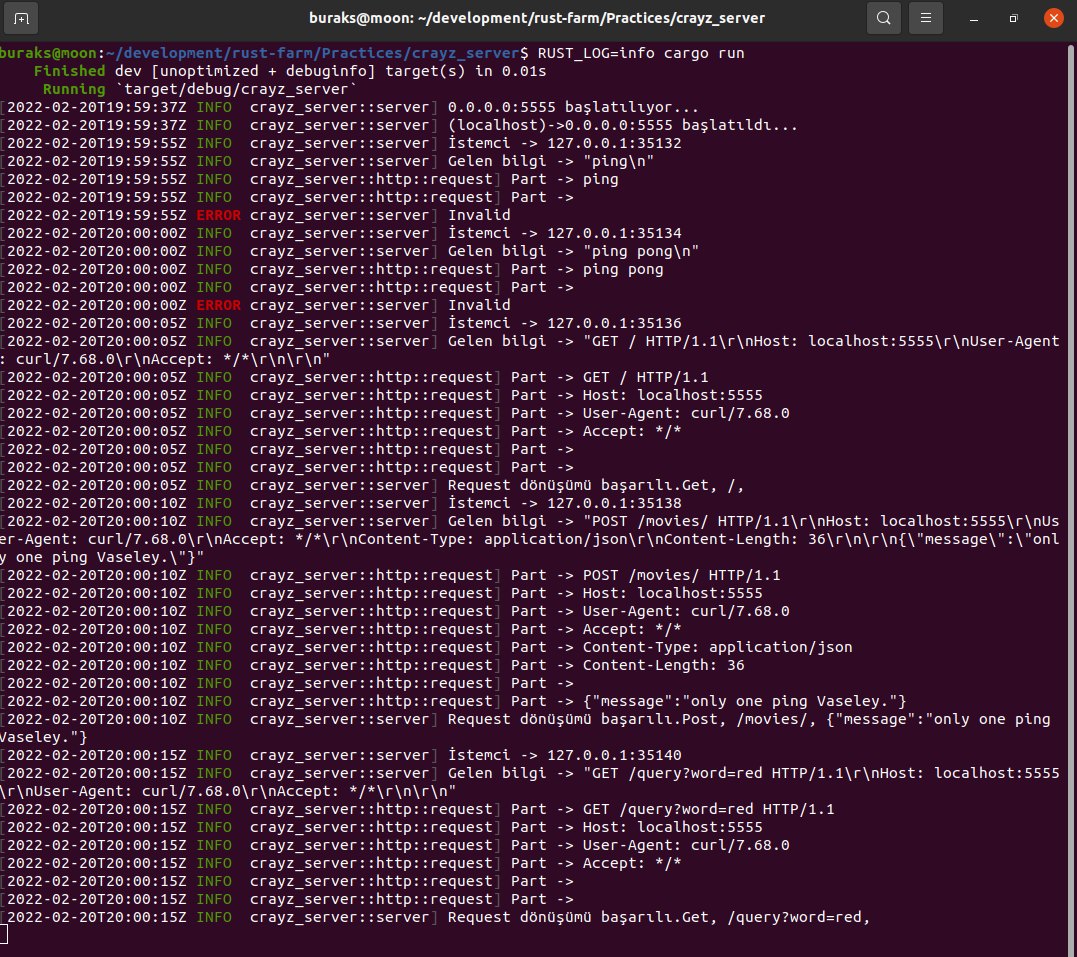 buraks@moon: ~/development/rust-farm/Practices/crayz_server
buraks@moon:~/development/rust-farm/Practices/crayz_server$ RUST_LOG=info cargo run
    Finished dev [unoptimized + debuginfo] target(s) in 0.01s
     Running `target/debug/crayz_server`
[2022-02-20T19:59:37Z INFO  crayz_server::server] 0.0.0.0:5555 başlatılıyor...
[2022-02-20T19:59:37Z INFO  crayz_server::server] (localhost)->0.0.0.0:5555 başlatıldı...
[2022-02-20T19:59:55Z INFO  crayz_server::server] İstemci -> 127.0.0.1:35132
[2022-02-20T19:59:55Z INFO  crayz_server::server] Gelen bilgi -> "ping\n"
[2022-02-20T19:59:55Z INFO  crayz_server::http::request] Part -> ping
[2022-02-20T19:59:55Z INFO  crayz_server::http::request] Part ->
[2022-02-20T19:59:55Z ERROR crayz_server::server] Invalid
[2022-02-20T20:00:00Z INFO  crayz_server::server] İstemci -> 127.0.0.1:35134
[2022-02-20T20:00:00Z INFO  crayz_server::server] Gelen bilgi -> "ping pong\n"
[2022-02-20T20:00:00Z INFO  crayz_server::http::request] Part -> ping pong
[2022-02-20T20:00:00Z INFO  crayz_server::http::request] Part ->
[2022-02-20T20:00:00Z ERROR crayz_server::server] Invalid
[2022-02-20T20:00:05Z INFO  crayz_server::server] İstemci -> 127.0.0.1:35136
[2022-02-20T20:00:05Z INFO  crayz_server::server] Gelen bilgi -> "GET / HTTP/1.1\r\nHost: localhost:5555\r\nUser-Agent
: curl/7.68.0\r\nAccept: */*\r\n\r\n"
[2022-02-20T20:00:05Z INFO  crayz_server::http::request] Part -> GET / HTTP/1.1
[2022-02-20T20:00:05Z INFO  crayz_server::http::request] Part -> Host: localhost:5555
[2022-02-20T20:00:05Z INFO  crayz_server::http::request] Part -> User-Agent: curl/7.68.0
[2022-02-20T20:00:05Z INFO  crayz_server::http::request] Part -> Accept: */*
[2022-02-20T20:00:05Z INFO  crayz_server::http::request] Part ->
[2022-02-20T20:00:05Z INFO  crayz_server::http::request] Part ->
[2022-02-20T20:00:05Z INFO  crayz_server::server] Request dönüşümü başarılı.Get, /,
[2022-02-20T20:00:10Z INFO  crayz_server::server] İstemci -> 127.0.0.1:35138
[2022-02-20T20:00:10Z INFO  crayz_server::server] Gelen bilgi -> "POST /movies/ HTTP/1.1\r\nHost: localhost:5555\r\nUs
er-Agent: curl/7.68.0\r\nAccept: */*\r\nContent-Type: application/json\r\nContent-Length: 36\r\n\r\n{\"message\":\"onl
y one ping Vaseley.\"}"
[2022-02-20T20:00:10Z INFO  crayz_server::http::request] Part -> POST /movies/ HTTP/1.1
[2022-02-20T20:00:10Z INFO  crayz_server::http::request] Part -> Host: localhost:5555
[2022-02-20T20:00:10Z INFO  crayz_server::http::request] Part -> User-Agent: curl/7.68.0
[2022-02-20T20:00:10Z INFO  crayz_server::http::request] Part -> Accept: */*
[2022-02-20T20:00:10Z INFO  crayz_server::http::request] Part -> Content-Type: application/json
[2022-02-20T20:00:10Z INFO  crayz_server::http::request] Part -> Content-Length: 36
[2022-02-20T20:00:10Z INFO  crayz_server::http::request] Part ->
[2022-02-20T20:00:10Z INFO  crayz_server::http::request] Part -> {"message":"only one ping Vaseley."}
[2022-02-20T20:00:10Z INFO  crayz_server::server] Request dönüşümü başarılı.Post, /movies/, {"message":"only one ping
Vaseley."}
[2022-02-20T20:00:15Z INFO  crayz_server::server] İstemci -> 127.0.0.1:35140
[2022-02-20T20:00:15Z INFO  crayz_server::server] Gelen bilgi -> "GET /query?word=red HTTP/1.1\r\nHost: localhost:5555
\r\nUser-Agent: curl/7.68.0\r\nAccept: */*\r\n\r\n"
[2022-02-20T20:00:15Z INFO  crayz_server::http::request] Part -> GET /query?word=red HTTP/1.1
[2022-02-20T20:00:15Z INFO  crayz_server::http::request] Part -> Host: localhost:5555
[2022-02-20T20:00:15Z INFO  crayz_server::http::request] Part -> User-Agent: curl/7.68.0
[2022-02-20T20:00:15Z INFO  crayz_server::http::request] Part -> Accept: */*
[2022-02-20T20:00:15Z INFO  crayz_server::http::request] Part ->
[2022-02-20T20:00:15Z INFO  crayz_server::http::request] Part ->
[2022-02-20T20:00:15Z INFO  crayz_server::server] Request dönüşümü başarılı.Get, /query?word=red,